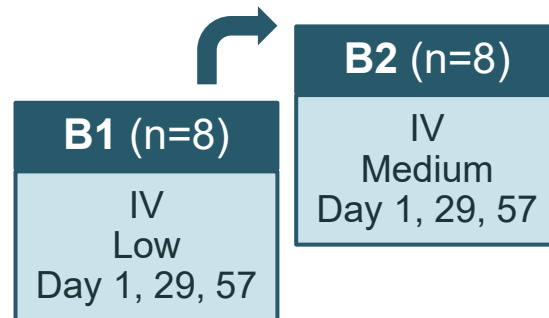 B1 (n=8)
IV
Low
Day 1, 29, 57
B2 (n=8)
IV
Medium
Day 1, 29, 57